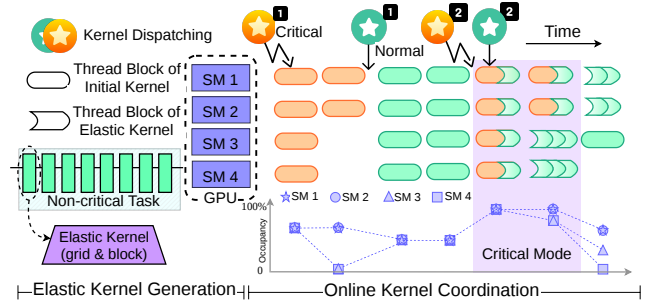 Kernel Dispatching
1
Critical
1
Normal
2
2
Time
Thread Block of
Initial Kernel
Thread Block of
Elastic Kernel
SM 1
SM 2
SM 3
SM 4
GPU
Non-critical Task
Elastic Kernel
(grid & block)
SM 1
SM 2
SM 3
SM 4
100%
Occupancy
0
Critical Mode
Elastic Kernel Generation
Online Kernel Coordination